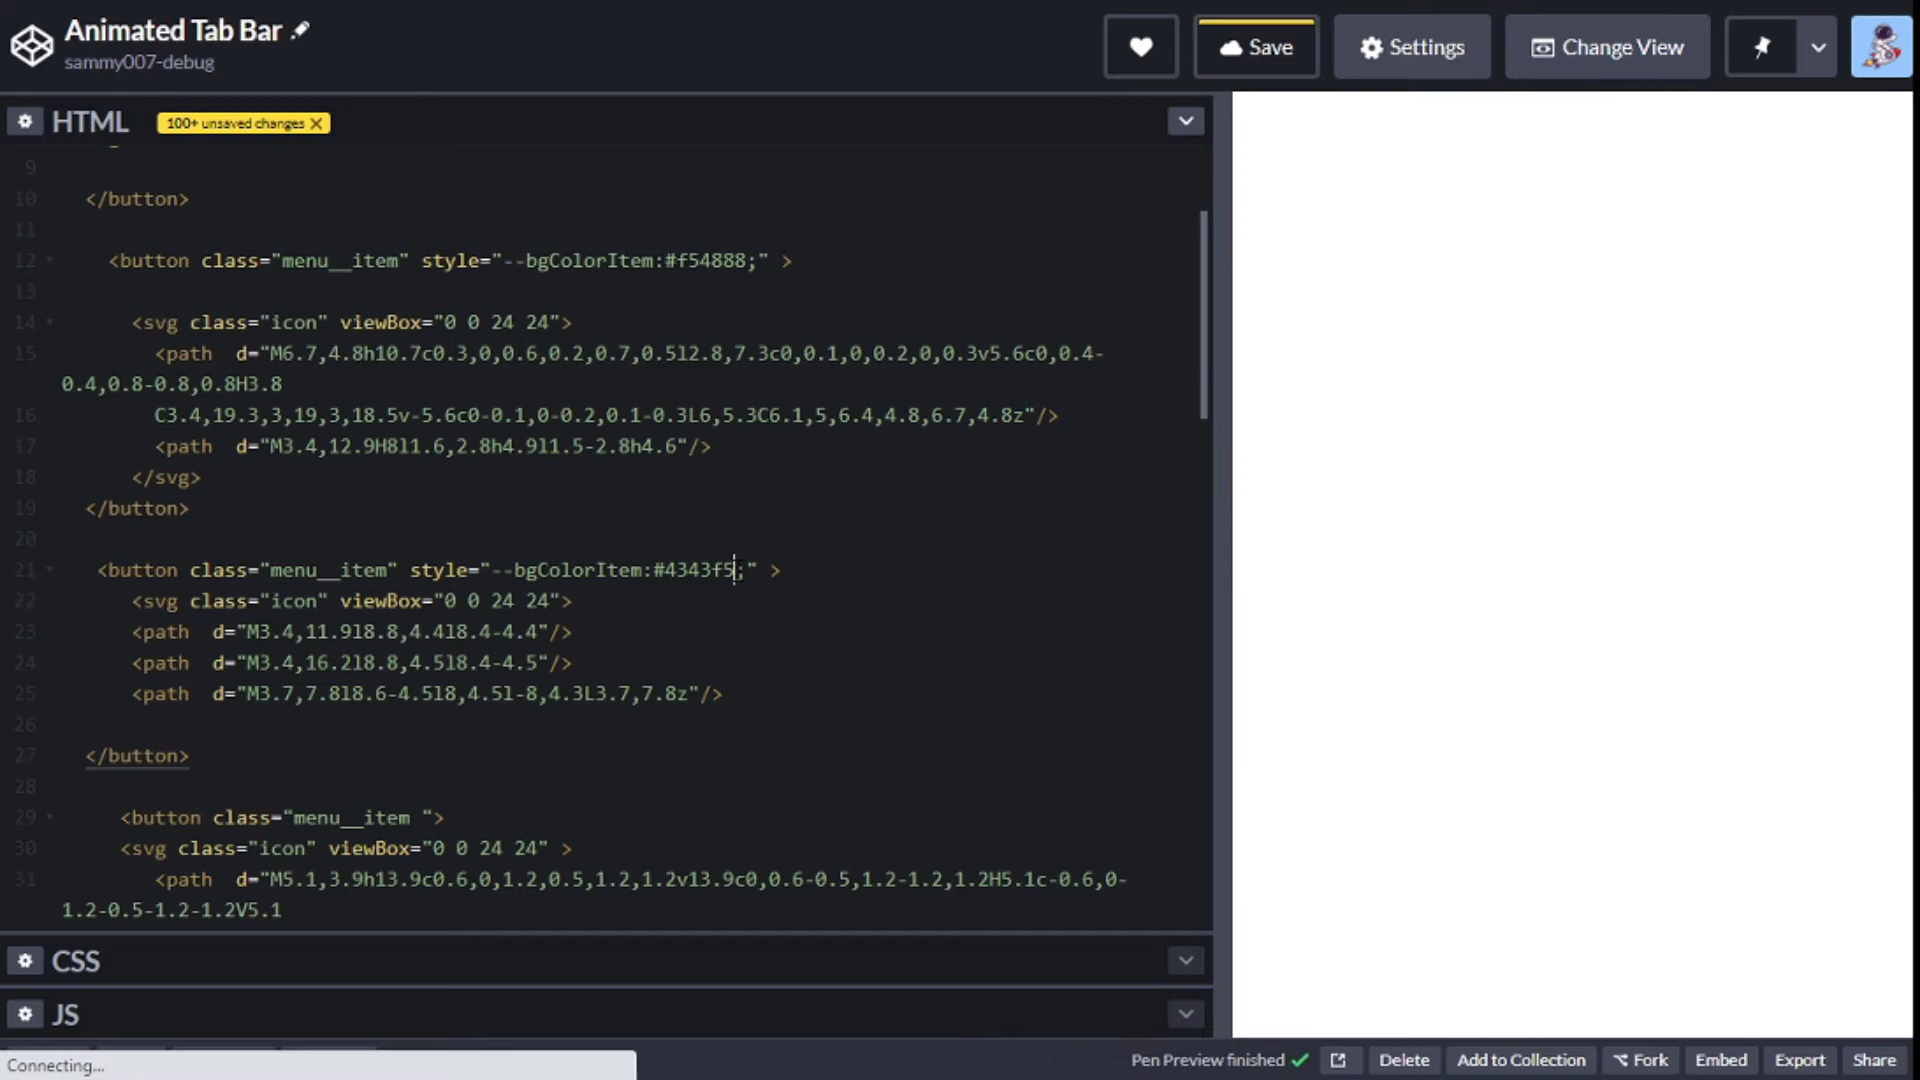 Animated Tab Bar
sammy007-debug
Save
Settings
Change View
HTML
100+ unsaved changes X
9
10 </button>
11
12 <button class="menu__item" style="--bgColorItem:#f54888;" >
13
14 <svg class="icon" viewBox="0 0 24 24">
15 <path  d="M6.7,4.8h10.7c0.3,0,0.6,0.2,0.7,0.5l2.8,7.3c0,0.1,0,0.2,0,0.3v5.6c0,0.4-
0.4,0.8-0.8,0.8H3.8
16 C3.4,19.3,3,19,3,18.5v-5.6c0-0.1,0-0.2,0.1-0.3L6,5.3C6.1,5,6.4,4.8,6.7,4.8z"/>
17 <path  d="M3.4,12.9H8l1.6,2.8h4.9l1.5-2.8h4.6"/>
18 </svg>
19 </button>
20
21 <button class="menu__item" style="--bgColorItem:#4343f5;" >
22 <svg class="icon" viewBox="0 0 24 24">
23 <path  d="M3.4,11.9l8.8,4.4l8.4-4.4"/>
24 <path  d="M3.4,16.2l8.8,4.5l8.4-4.5"/>
25 <path  d="M3.7,7.8l8.6-4.5l8,4.5l-8,4.3L3.7,7.8z"/>
26
27 </button>
28
29 <button class="menu__item ">
30 <svg class="icon" viewBox="0 0 24 24" >
31 <path  d="M5.1,3.9h13.9c0.6,0,1.2,0.5,1.2,1.2v13.9c0,0.6-0.5,1.2-1.2,1.2H5.1c-0.6,0-
1.2-0.5-1.2-1.2V5.1
CSS
JS
Connecting...
Pen Preview finished
Delete
Add to Collection
Fork
Embed
Export
Share